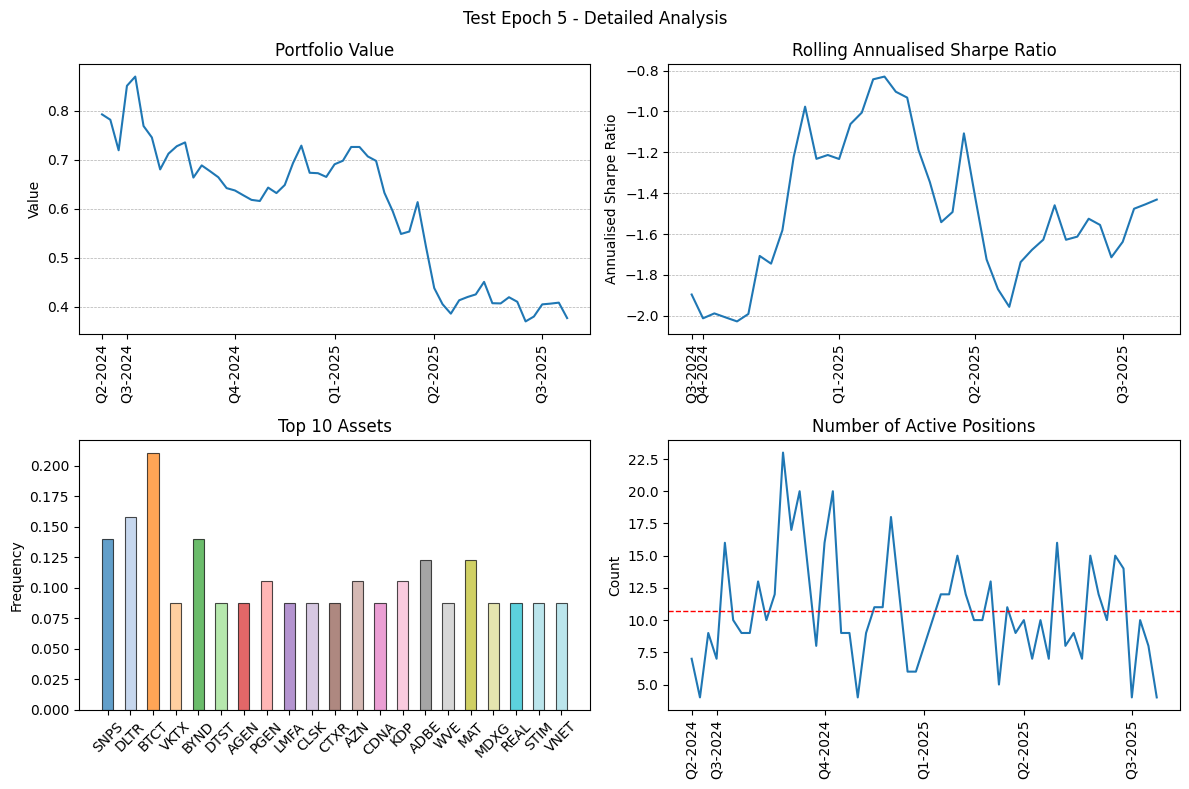 Test Epoch 5 - Detailed Analysis
Portfolio Value
Value
0.8
0.7
0.6
0.5
0.4
Q2-2024
Q3-2024
Q4-2024
Q1-2025
Q2-2025
Q3-2025
Rolling Annualised Sharpe Ratio
Annualised Sharpe Ratio
−0.8
−1.0
−1.2
−1.4
−1.6
−1.8
−2.0
Q3-2024
Q4-2024
Q1-2025
Q2-2025
Q3-2025
Top 10 Assets
Frequency
0.200
0.175
0.150
0.125
0.100
0.075
0.050
0.025
0.000
SNPS
DLTR
BTCT
VKTX
BYND
DTST
AGEN
PGEN
LMFA
CLSK
CTXR
AZN
CDNA
KDP
ADBE
WVE
MAT
MDXG
REAL
STIM
VNET
Number of Active Positions
Count
22.5
20.0
17.5
15.0
12.5
10.0
7.5
5.0
Q2-2024
Q3-2024
Q4-2024
Q1-2025
Q2-2025
Q3-2025